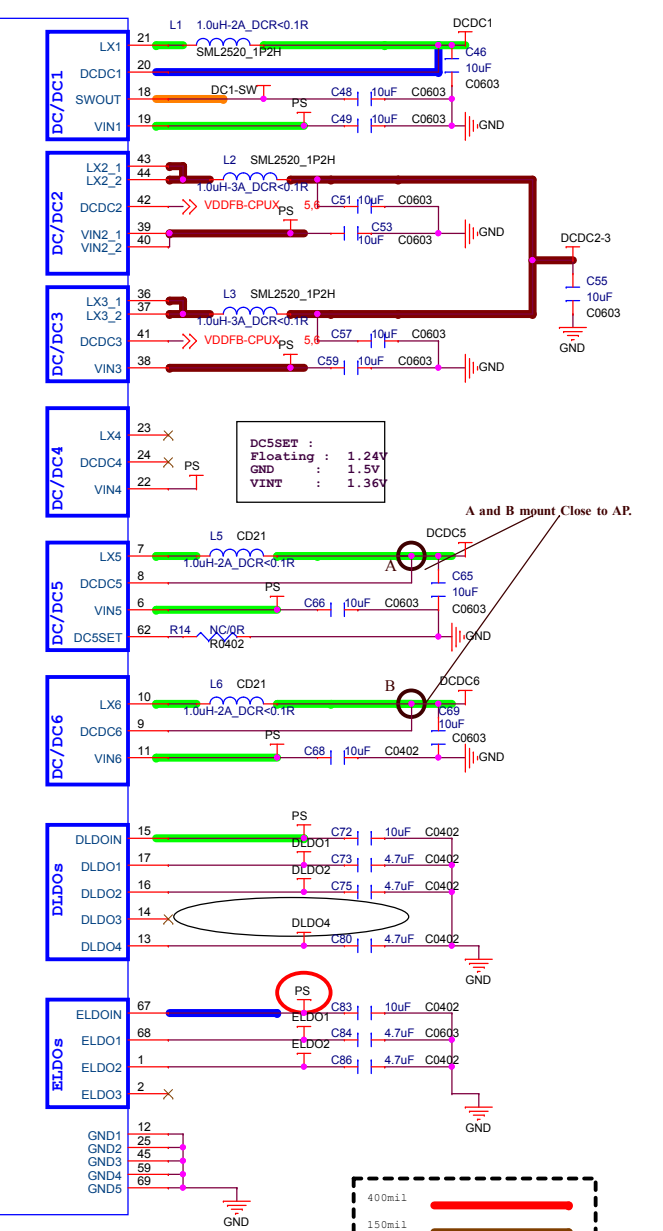 L1 1.0uH-2A_DCR<0.1R DCDC1
DC/DC1
LX1 21 SML2520_1P2H
DCDC1 20 C46
10uF
C0603
SWOUT 18 DC1-SW C48 10uF C0603
PS
VIN1 19 C49 10uF C0603 GND
DC/DC2
LX2_1 43 L2 SML2520_1P2H
LX2_2 44 1.0uH-3A_DCR<0.1R
DCDC2 42 VDDFB-CPUX 5,6 C51 10uF C0603
PS
VIN2_1 39 C53 GND
VIN2_2 40 10uF C0603
DCDC2-3
C55
10uF
C0603
GND
DC/DC3
LX3_1 36 L3 SML2520_1P2H
LX3_2 37 1.0uH-3A_DCR<0.1R
DCDC3 41 VDDFB-CPUX 5,6 C57 10uF C0603
PS
VIN3 38 C59 10uF C0603 GND
DC/DC4
LX4 23
DCDC4 24
PS
VIN4 22
DC5SET :
Floating : 1.24V
GND : 1.5V
VINT : 1.36V
A and B mount Close to AP.
DC/DC5
L5 CD21 DCDC5
LX5 7 1.0uH-2A_DCR<0.1R A
DCDC5 8 C65
10uF
C0603
PS
VIN5 6 C66 10uF C0603
DC5SET 62 R14 NC/0R GND
R0402
DC/DC6
L6 CD21 B DCDC6
LX6 10 1.0uH-2A_DCR<0.1R C69
10uF
C0603
DCDC6 9
PS
VIN6 11 C68 10uF C0402 GND
DLDOs
PS
DLDOIN 15 C72 10uF C0402
DLDO1
DLDO1 17 C73 4.7uF C0402
DLDO2
DLDO2 16 C75 4.7uF C0402
DLDO3 14
DLDO4
DLDO4 13 C80 4.7uF C0402
GND
ELDOs
PS
ELDOIN 67 C83 10uF C0402
ELDO1
ELDO1 68 C84 4.7uF C0603
ELDO2
ELDO2 1 C86 4.7uF C0402
ELDO3 2
GND
GND1 12
GND2 25
GND3 45
GND4 59
GND5 69
GND
400mil
150mil